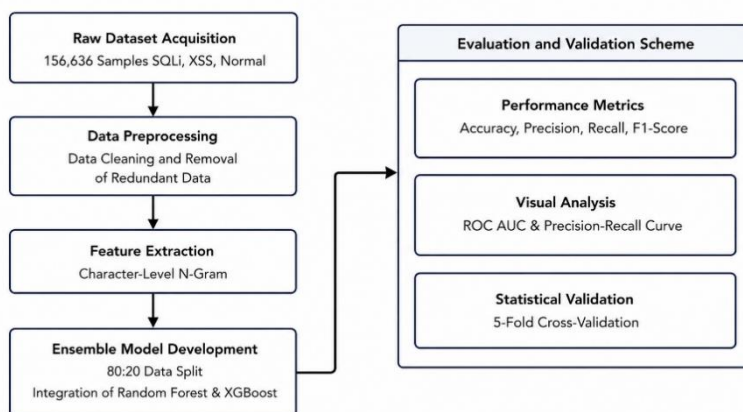 Raw Dataset Acquisition
156,636 Samples SQLi, XSS, Normal
Data Preprocessing
Data Cleaning and Removal
of Redundant Data
Feature Extraction
Character-Level N-Gram
Ensemble Model Development
80:20 Data Split
Integration of Random Forest & XGBoost
Evaluation and Validation Scheme
Performance Metrics
Accuracy, Precision, Recall, F1-Score
Visual Analysis
ROC AUC & Precision-Recall Curve
Statistical Validation
5-Fold Cross-Validation